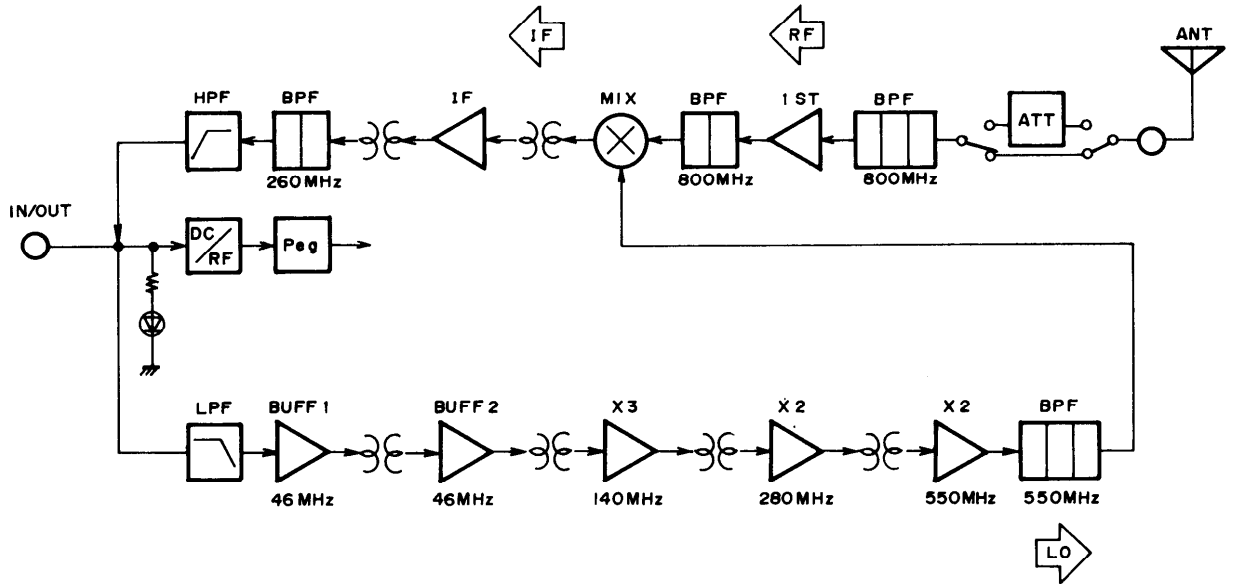 IF
RF
ANT
HPF
BPF
IF
MIX
BPF
1ST
BPF
ATT
260MHz
800MHz
800MHz
IN/OUT
DC/RF
Peg
LPF
BUFF1
BUFF2
X3
X2
X2
BPF
46MHz
46MHz
140MHz
280MHz
550MHz
550MHz
LO